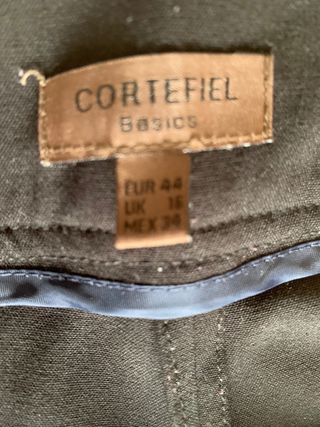 CORTEFIEL
BASICS
EUR 44
UK 16
MEX 34